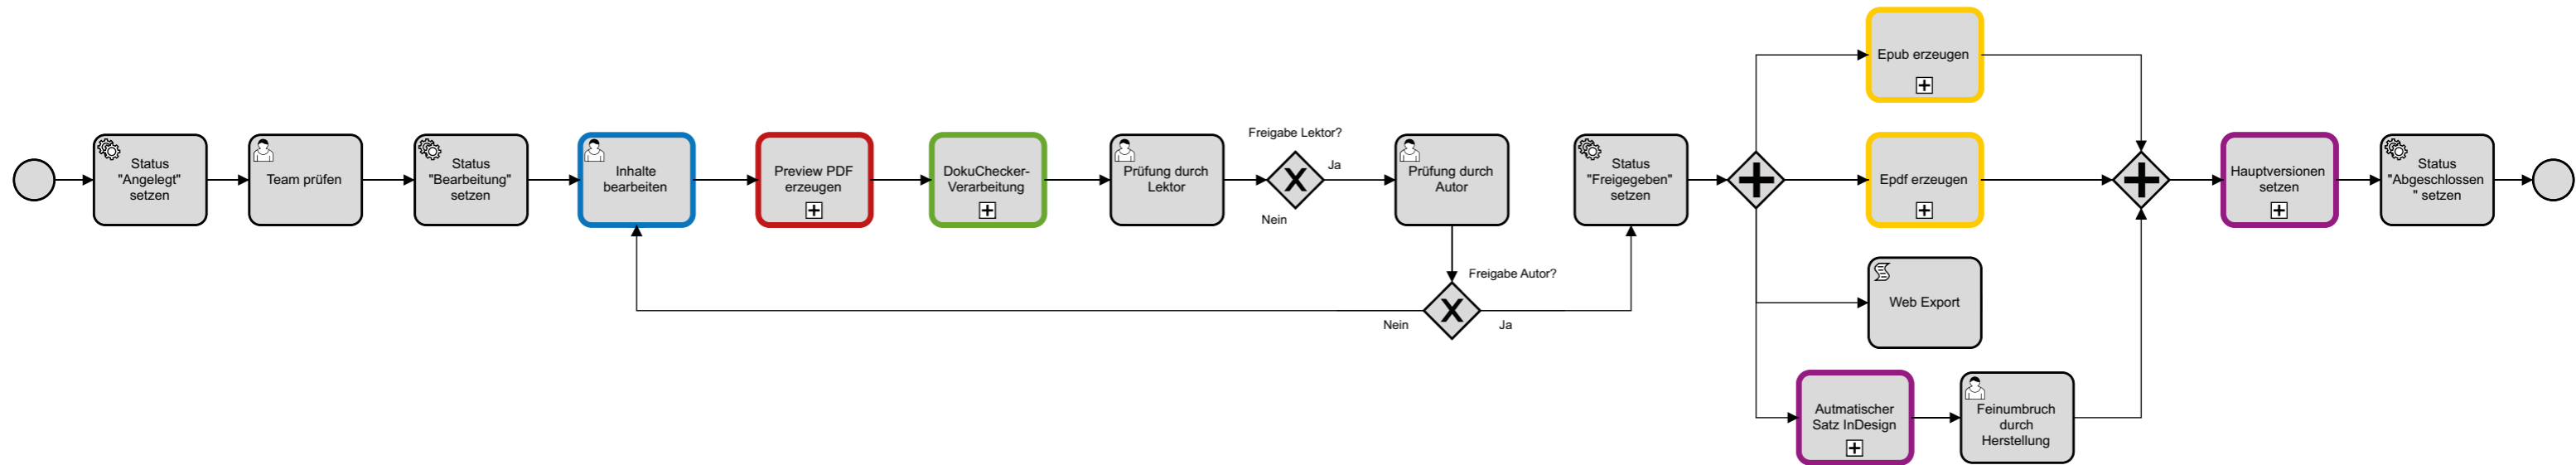 Epub erzeugen
Status
"Angelegt"
setzen
Team prüfen
Status
"Bearbeitung"
setzen
Inhalte
bearbeiten
Preview PDF
erzeugen
DokuChecker-
Verarbeitung
Prüfung durch
Lektor
Freigabe Lektor?
Ja
Nein
Prüfung durch
Autor
Freigabe Autor?
Nein
Ja
Status
"Freigegeben"
setzen
Epdf erzeugen
Web Export
Autmatischer
Satz InDesign
Feinumbruch
durch
Herstellung
Hauptversionen
setzen
Status
"Abgeschlossen
" setzen